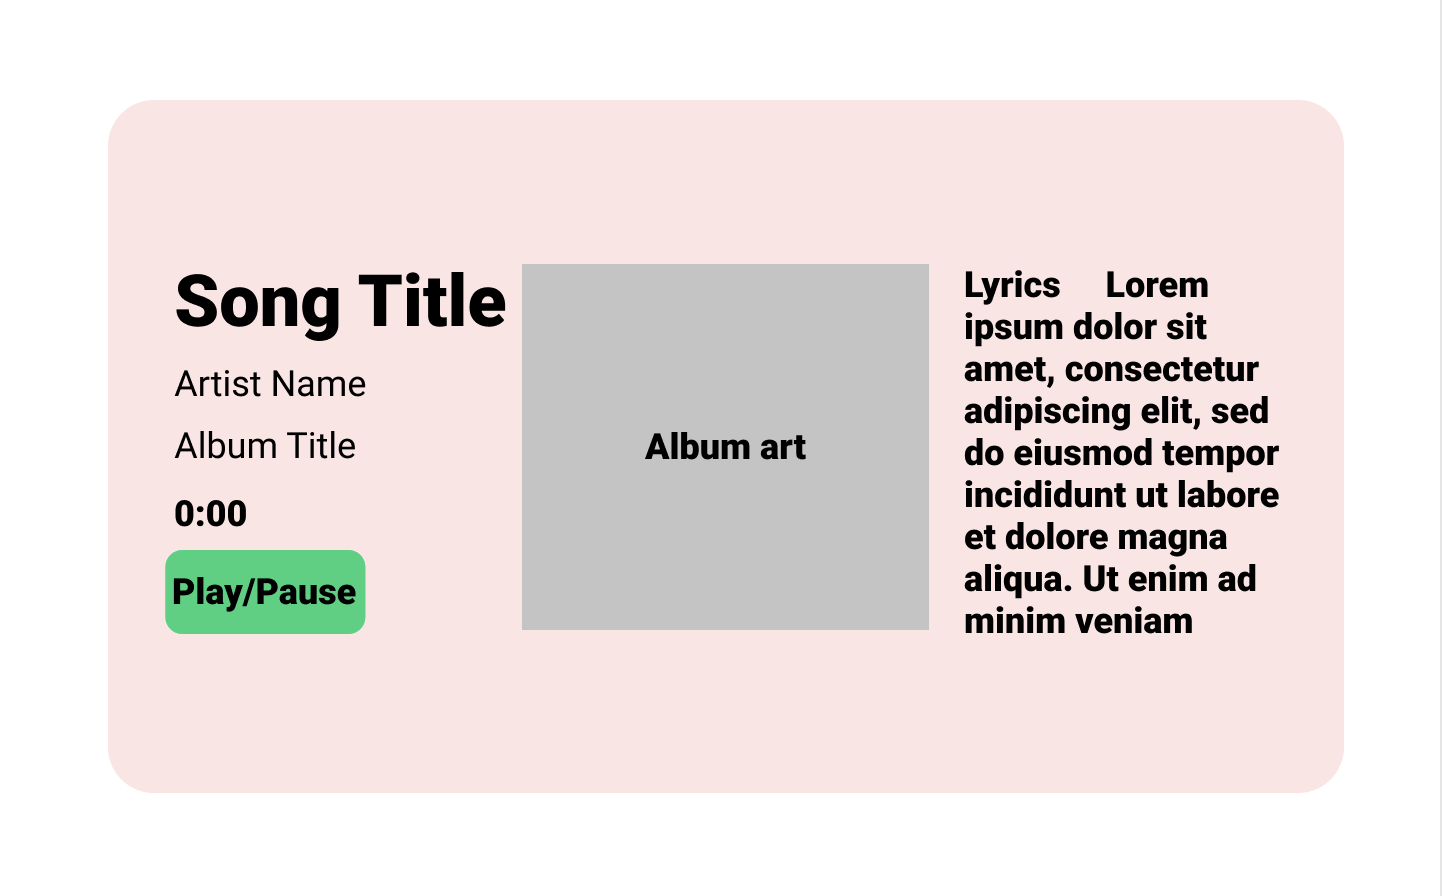 Song Title
Artist Name
Album Title
0:00
Play/Pause
Album art
Lyrics Lorem
ipsum dolor sit
amet, consectetur
adipiscing elit, sed
do eiusmod tempor
incididunt ut labore
et dolore magna
aliqua. Ut enim ad
minim veniam